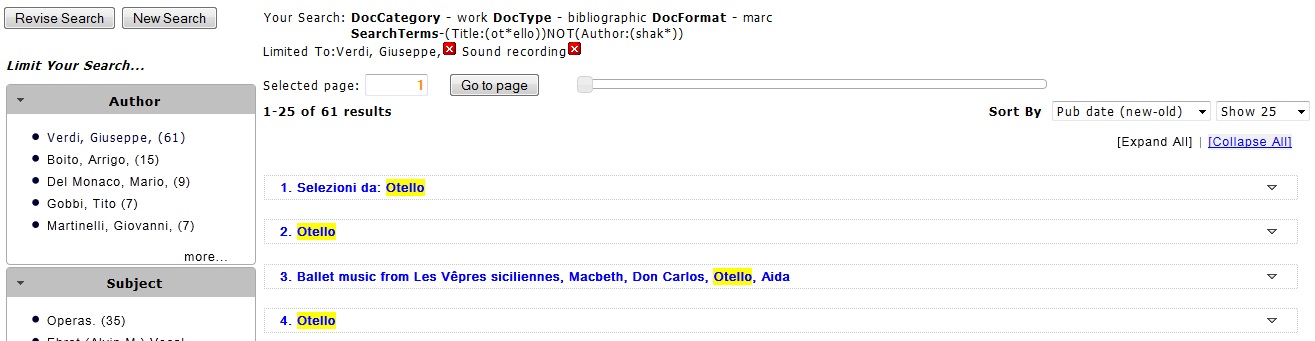 Revise Search New Search
Your Search: DocCategory - work DocType - bibliographic DocFormat - marc
SearchTerms-(Title:(ot*ello))NOT(Author:(shak*))
Limited To:Verdi, Giuseppe, Sound recording
Limit Your Search...
Author
Verdi, Giuseppe, (61)
Boito, Arrigo, (15)
Del Monaco, Mario, (9)
Gobbi, Tito (7)
Martinelli, Giovanni, (7)
more...
Subject
Operas. (35)
Selected page: 1 Go to page
1-25 of 61 results
Sort By Pub date (new-old) Show 25
[Expand All] | [Collapse All]
1. Selezioni da: Otello
2. Otello
3. Ballet music from Les Vêpres siciliennes, Macbeth, Don Carlos, Otello, Aida
4. Otello